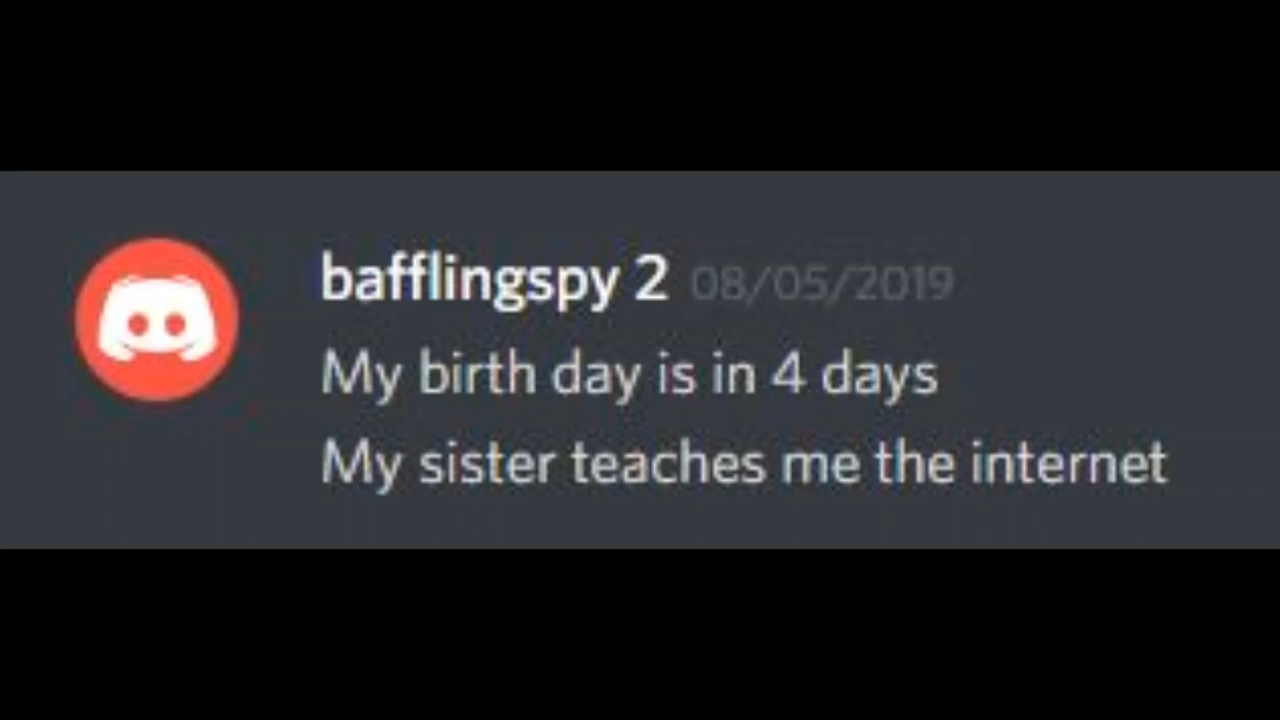 bafflingspy 2 08/05/2019
My birth day is in 4 days
My sister teaches me the internet